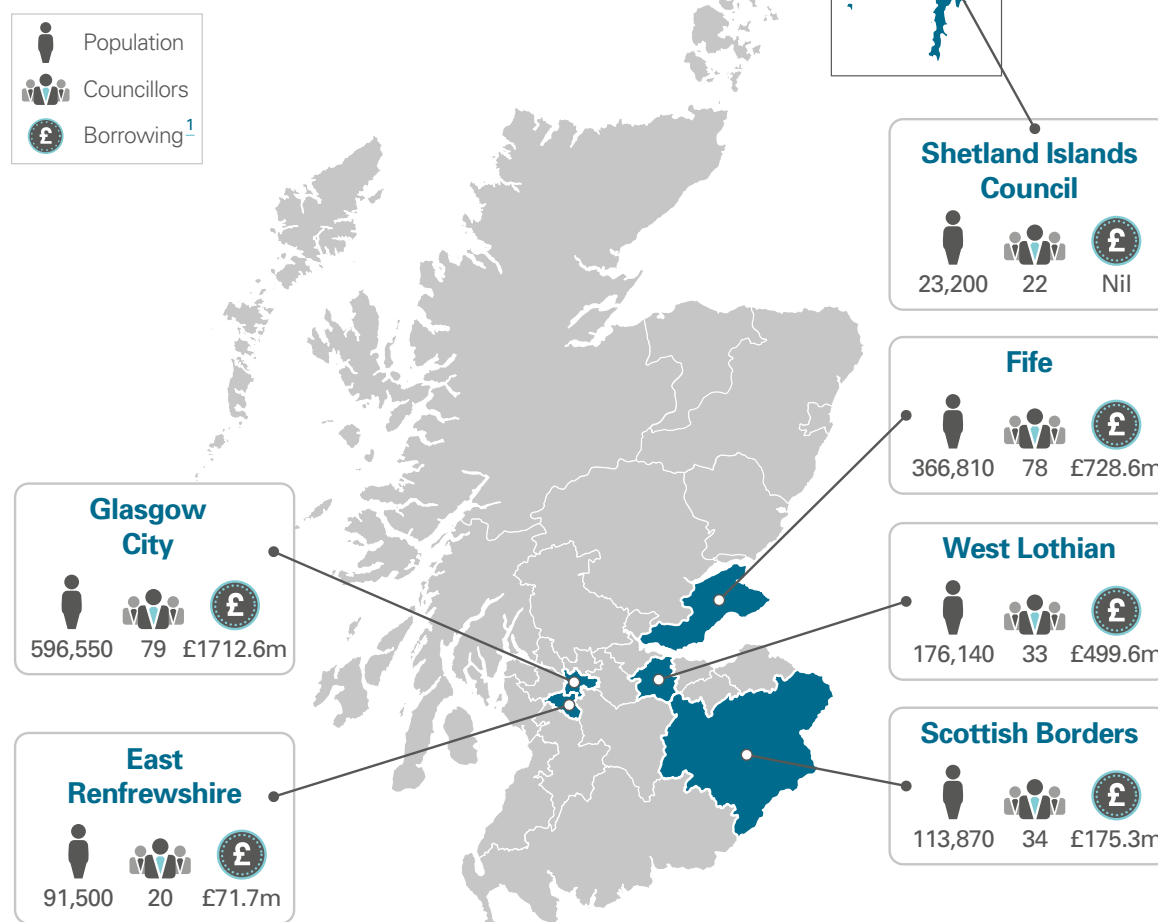 Population
Councillors
Borrowing1
Shetland Islands
Council
£
23,200 22 Nil
Fife
£
366,810 78 £728.6m
Glasgow
City
£
596,550 79 £1712.6m
West Lothian
£
176,140 33 £499.6m
Scottish Borders
£
113,870 34 £175.3m
East
Renfrewshire
£
91,500 20 £71.7m